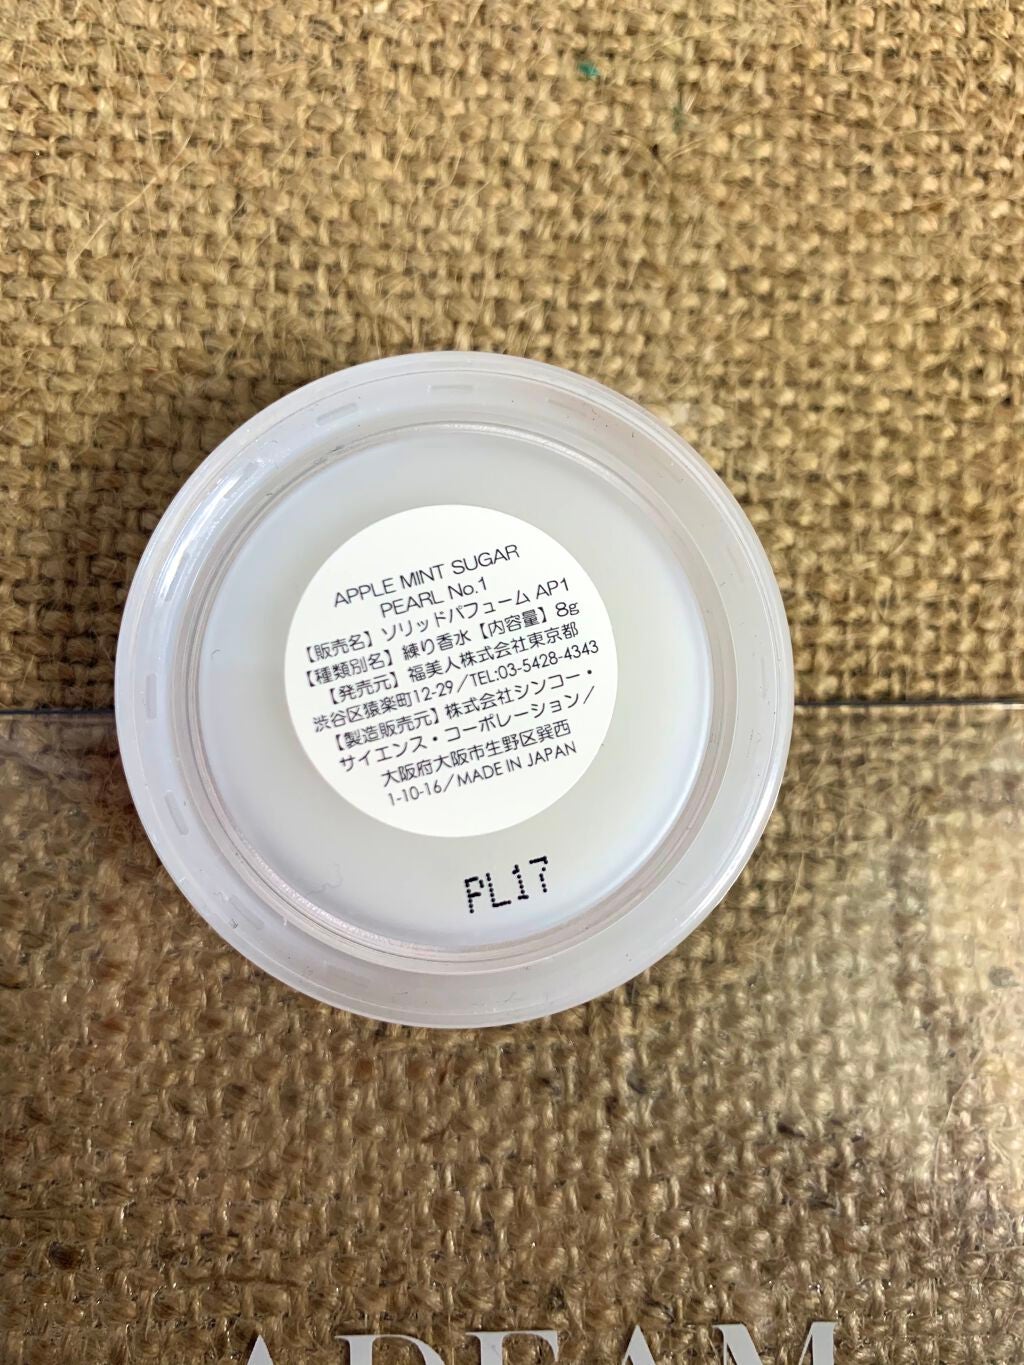 APPLE MINT SUGAR
PEARL No.1
【販売名】ソリッドパフューム AP1
【種類別名】練り香水【内容量】8g
【発売元】福美人株式会社東京都
渋谷区猿楽町12-29/TEL:03-5428-4343
【製造販売元】株式会社シンコー・
サイエンス・コーポレーション/
大阪府大阪市生野区巽西
1-10-16/MADE IN JAPAN
PL17